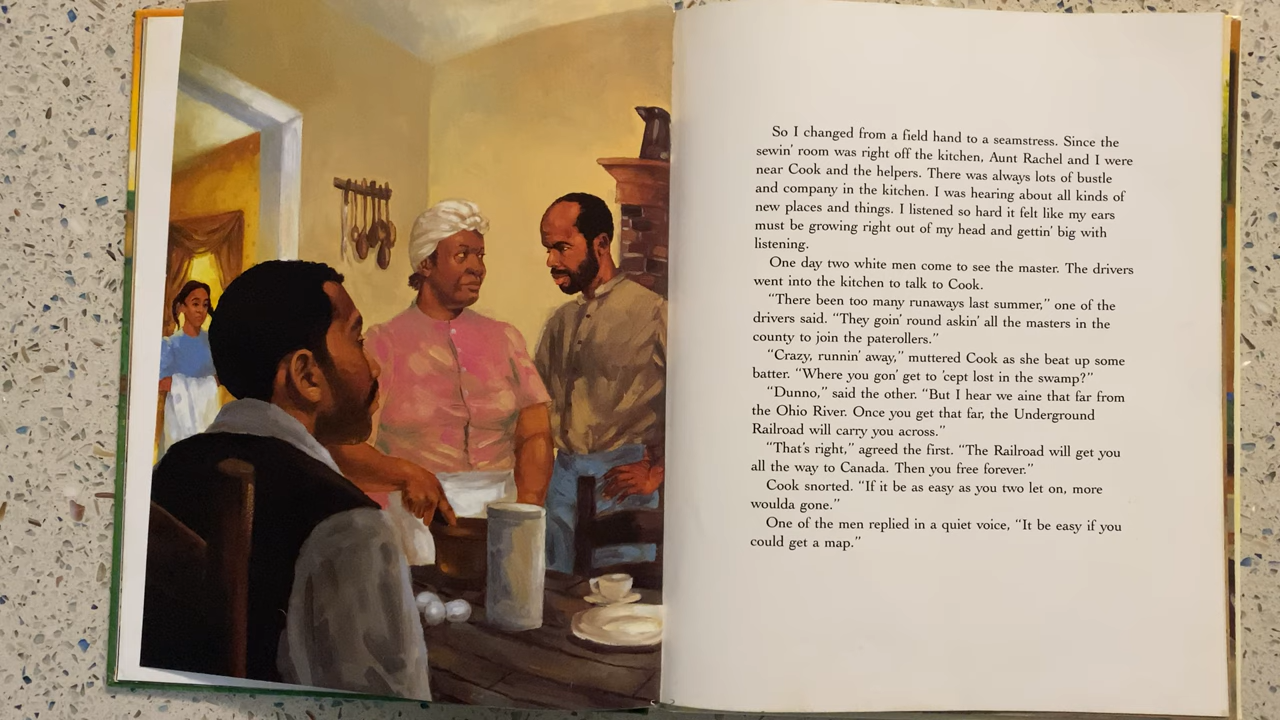 So I changed from a field hand to a seamstress. Since the
sewin' room was right off the kitchen, Aunt Rachel and I were
near Cook and the helpers. There was always lots of bustle
and company in the kitchen. I was hearing about all kinds of
new places and things. I listened so hard it felt like my ears
must be growing right out of my head and gettin' big with
listening.
One day two white men come to see the master. The drivers
went into the kitchen to talk to Cook.
"There been too many runaways last summer," one of the
drivers said. "They goin' round askin' all the masters in the
county to join the paterollers."
"Crazy, runnin' away," muttered Cook as she beat up some
batter. "Where you gon' get to 'cept lost in the swamp?"
"Dunno," said the other. "But I hear we aine that far from
the Ohio River. Once you get that far, the Underground
Railroad will carry you across."
"That's right," agreed the first. "The Railroad will get you
all the way to Canada. Then you free forever."
Cook snorted. "If it be as easy as you two let on, more
woulda gone."
One of the men replied in a quiet voice, "It be easy if you
could get a map."